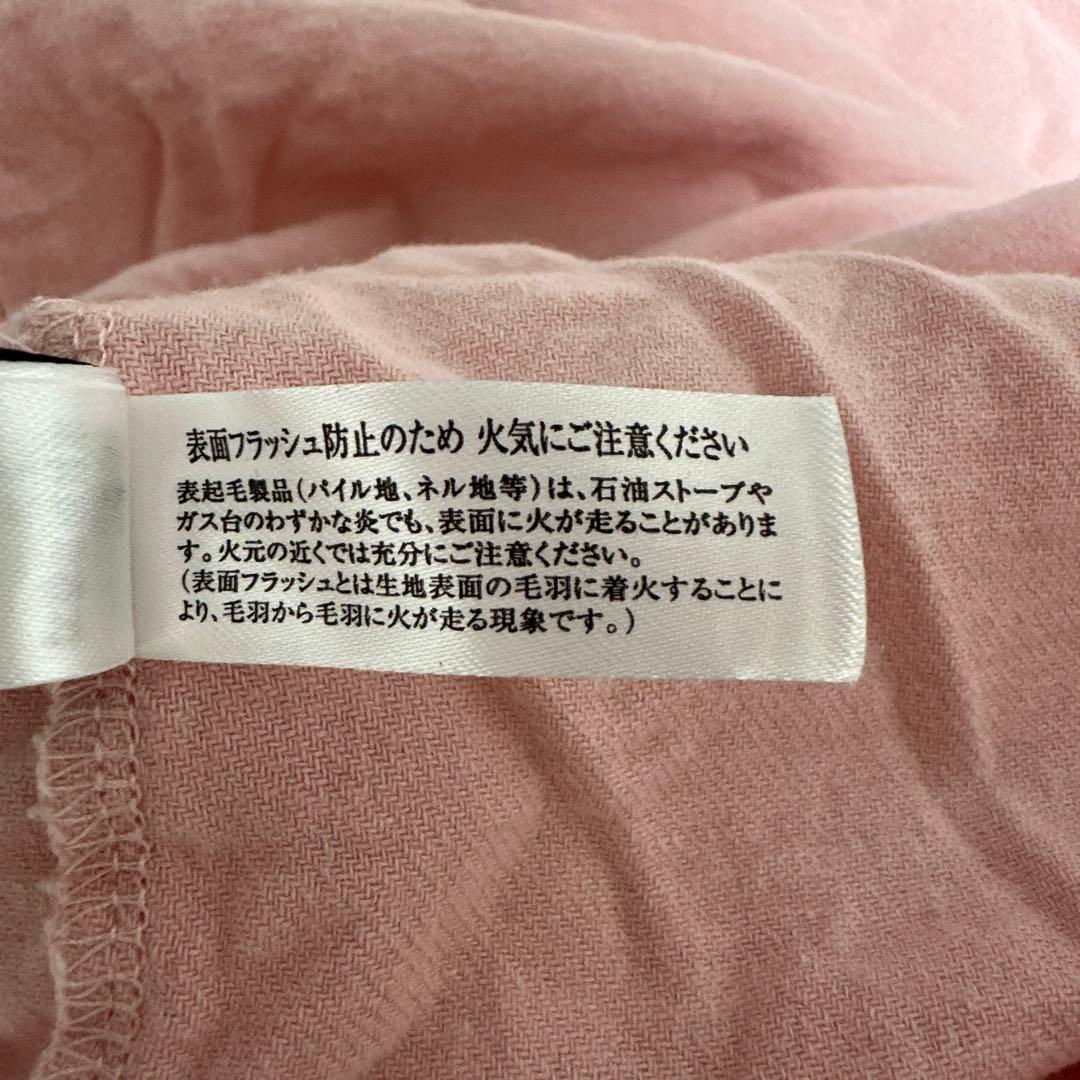 表面フラッシュ防止のため 火気にご注意ください
表起毛製品(パイル地、ネル地等)は、石油ストーブや
ガス台のわずかな炎でも、表面に火が走ることがありま
す。火元の近くでは充分にご注意ください。
(表面フラッシュとは生地表面の毛羽に着火することに
より、毛羽から毛羽に火が走る現象です。)